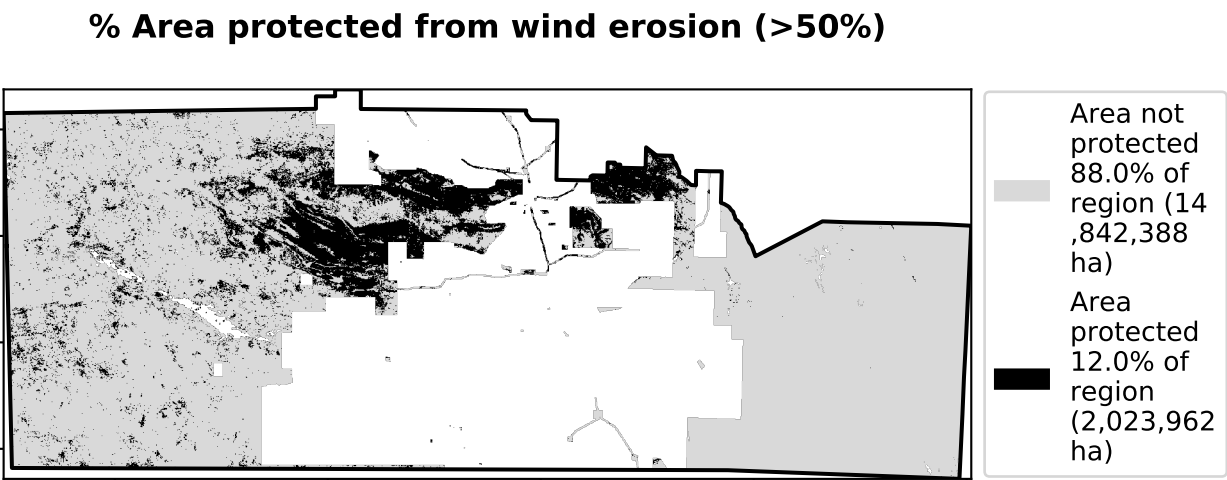 % Area protected from wind erosion (>50%)
Area not
protected
88.0% of
region (14
,842,388
ha)
Area
protected
12.0% of
region
(2,023,962
ha)